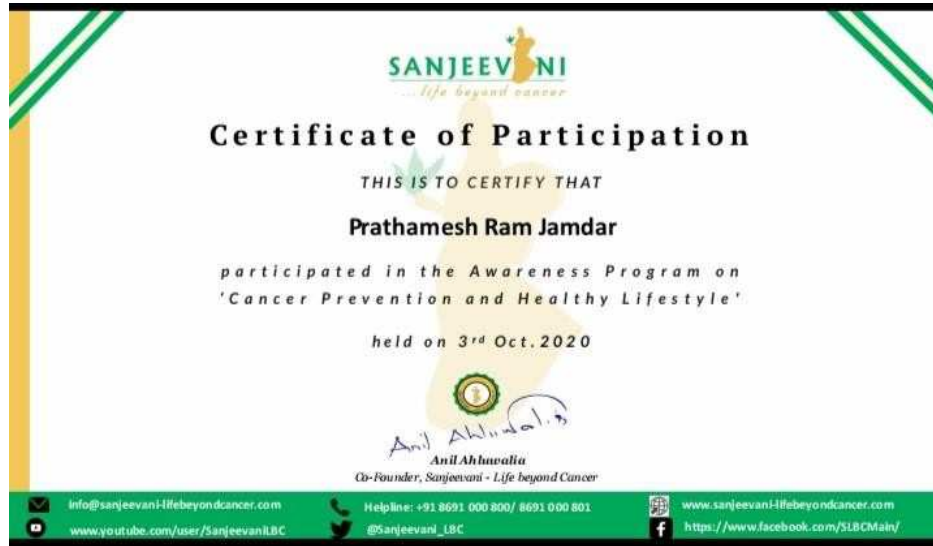 SANJEEVANI
... life beyond cancer
Certificate of Participation
THIS IS TO CERTIFY THAT
Prathamesh Ram Jamdar
participated in the Awareness Program on
'Cancer Prevention and Healthy Lifestyle'
held on 3rd Oct.2020
Anil Ahluwalia
Anil Ahluwalia
Co-Founder, Sanjeevani - Life beyond Cancer
info@sanjeevani-lifebeyondcancer.com
Helpline: +91 8691 000 800/ 8691 000 801
www.sanjeevani-lifebeyondcancer.com
www.youtube.com/user/SanjeevaniLBC
@Sanjeevani_LBC
https://www.facebook.com/SLBCMain/